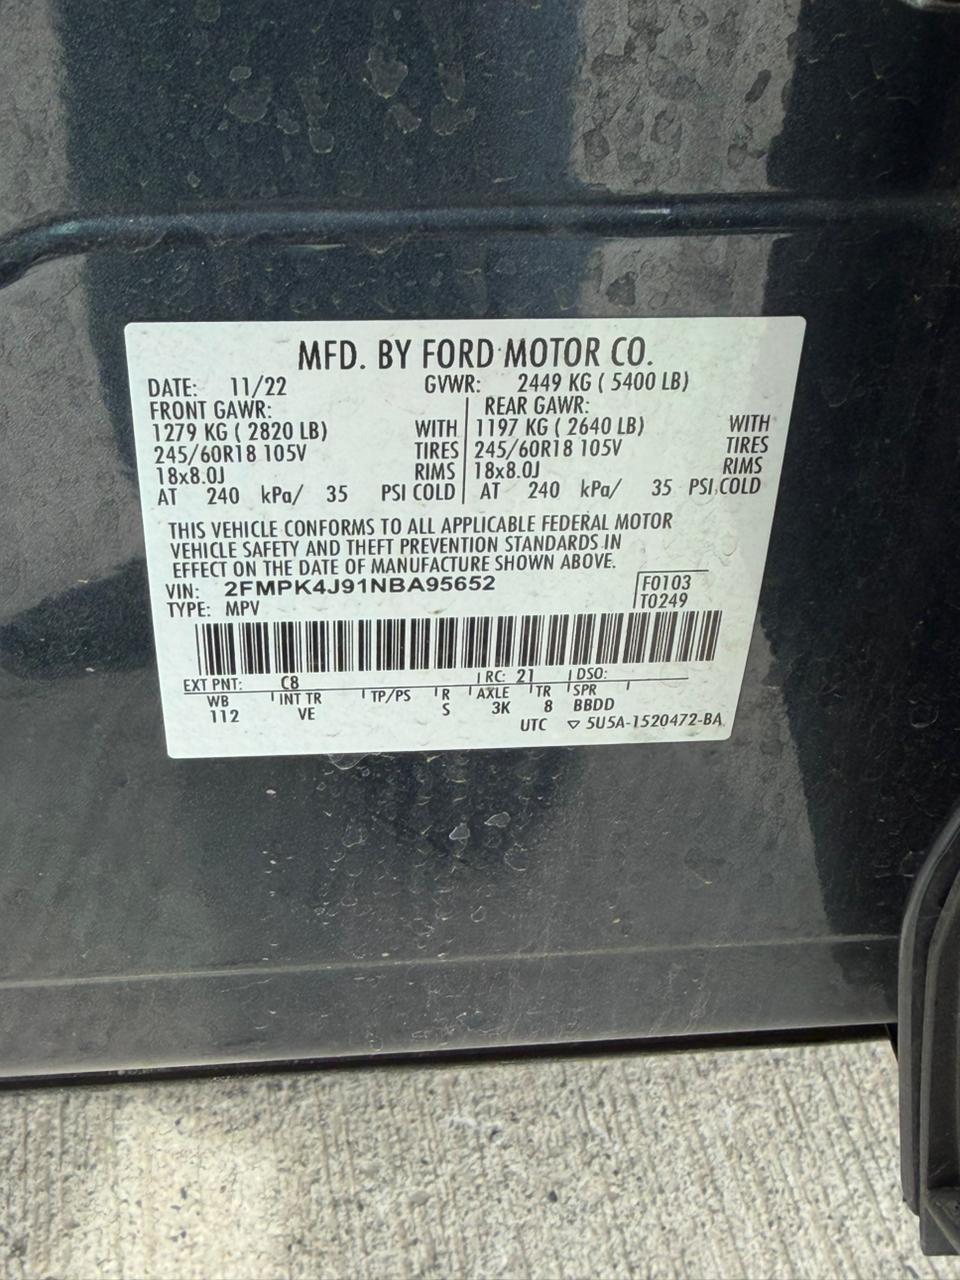 MFD. BY FORD MOTOR CO.
DATE: 11/22 GVWR: 2449 KG ( 5400 LB)
FRONT GAWR: REAR GAWR:
1279 KG ( 2820 LB) WITH 1197 KG ( 2640 LB) WITH
245/60R18 105V TIRES 245/60R18 105V TIRES
18x8.0J RIMS 18x8.0J RIMS
AT 240 kPa/ 35 PSI COLD AT 240 kPa/ 35 PSI COLD
THIS VEHICLE CONFORMS TO ALL APPLICABLE FEDERAL MOTOR
VEHICLE SAFETY AND THEFT PREVENTION STANDARDS IN
EFFECT ON THE DATE OF MANUFACTURE SHOWN ABOVE.
VIN: 2FMPK4J91NBA95652 F0103
TYPE: MPV T0249
EXT PNT: C8 RC: 21 DSO:
WB INT TR TP/PS R AXLE TR SPR
112 VE S 3K 8 BBDD
UTC ▽ 5U5A-1520472-BA